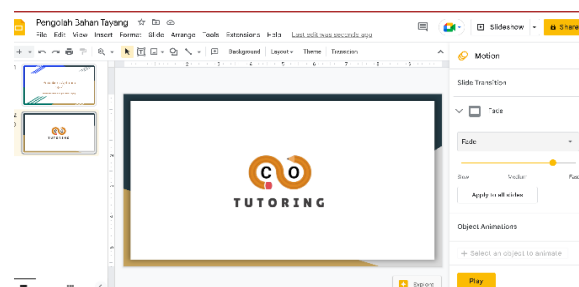 Pengolah Bahan Tayang
File Edit View Insert Format Slide Arrange Tools Extensions Help Last edit was seconds ago
Slideshow
Share
Background Layout Theme Transition
Motion
Slide Transition
Fade
Fade
Slow Medium Fast
Apply to all slides
Object Animations
+ Select an object to animate
Play
CO
TUTORING
Explore